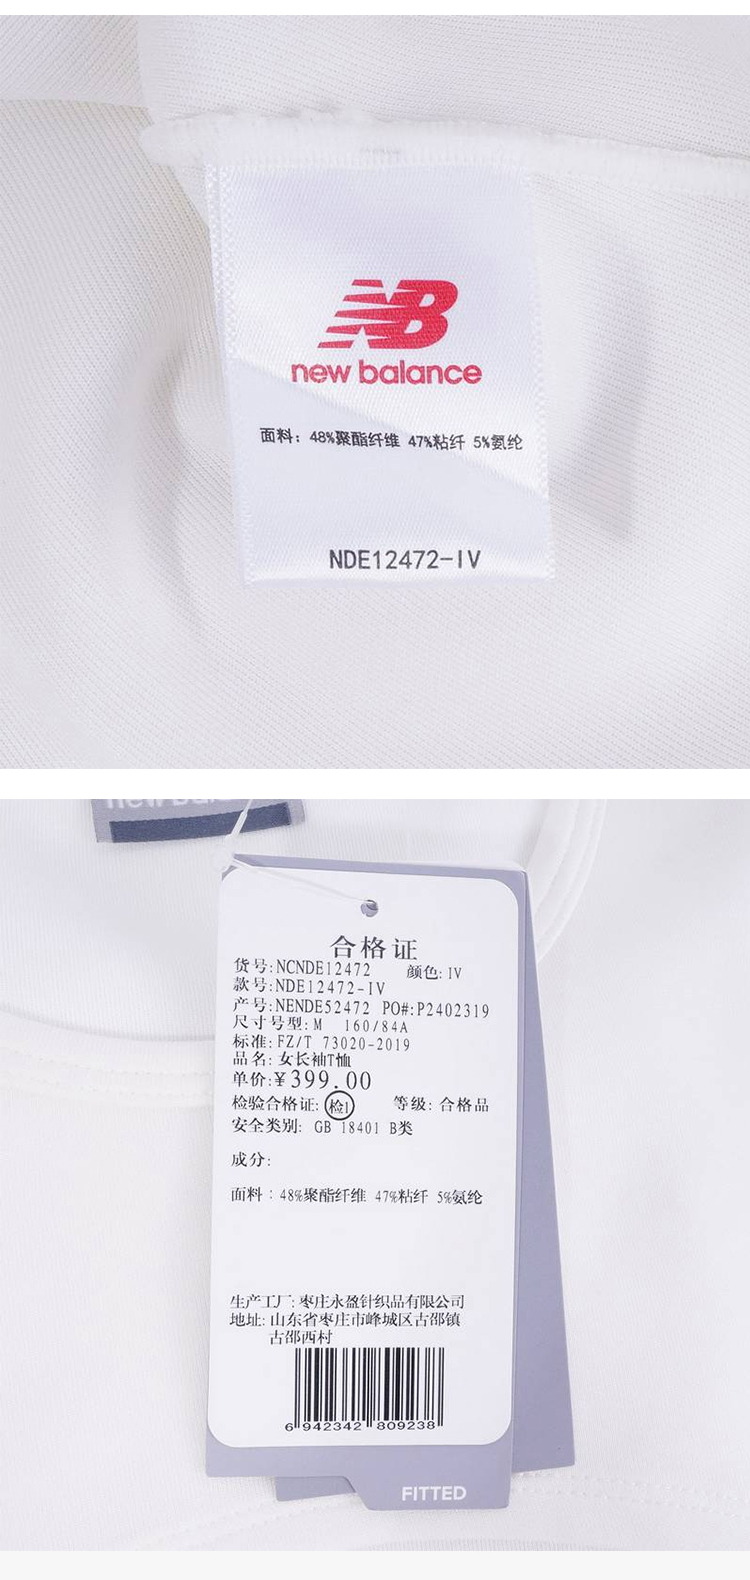 NB
new balance
面料: 48%聚酯纤维 47%粘纤 5%氨纶
NDE12472-IV
new bal
合格证
货号:NCNDE12472 颜色:IV
款号:NDE12472-IV
产号:NENDE52472 PO#:P2402319
尺寸号型:M 160/84A
标准:FZ/T 73020-2019
品名:女长袖T恤
单价:¥399.00
检验合格证:检1 等级:合格品
安全类别: GB 18401 B类
成分:
面料:48%聚酯纤维 47%粘纤 5%氨纶
生产工厂:枣庄永盈针织品有限公司
地址:山东省枣庄市峰城区古邵镇
古邵西村
6 942342 809238
FITTED